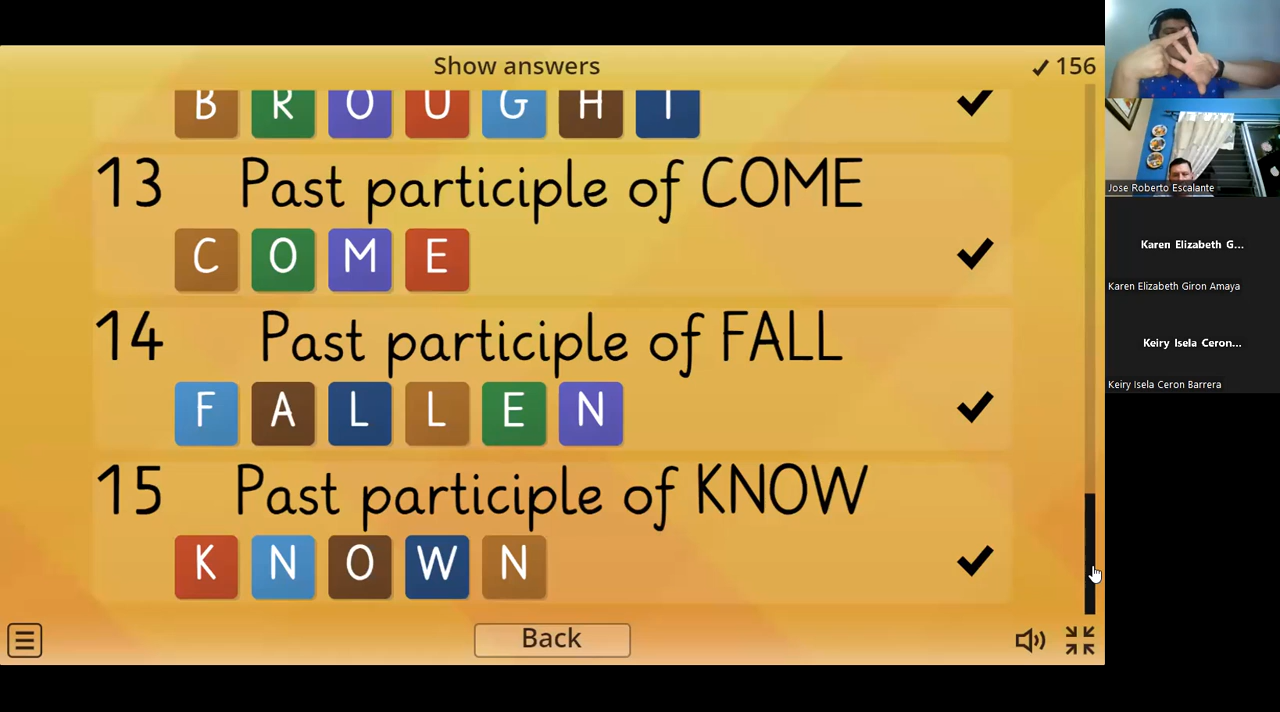 Show answers
✓ 156
B R O U G H T
13 Past participle of COME
C O M E
14 Past participle of FALL
F A L L E N
15 Past participle of KNOW
K N O W N
Back
Jose Roberto Escalante
Karen Elizabeth G...
Karen Elizabeth Giron Amaya
Keiry Isela Ceron...
Keiry Isela Ceron Barrera